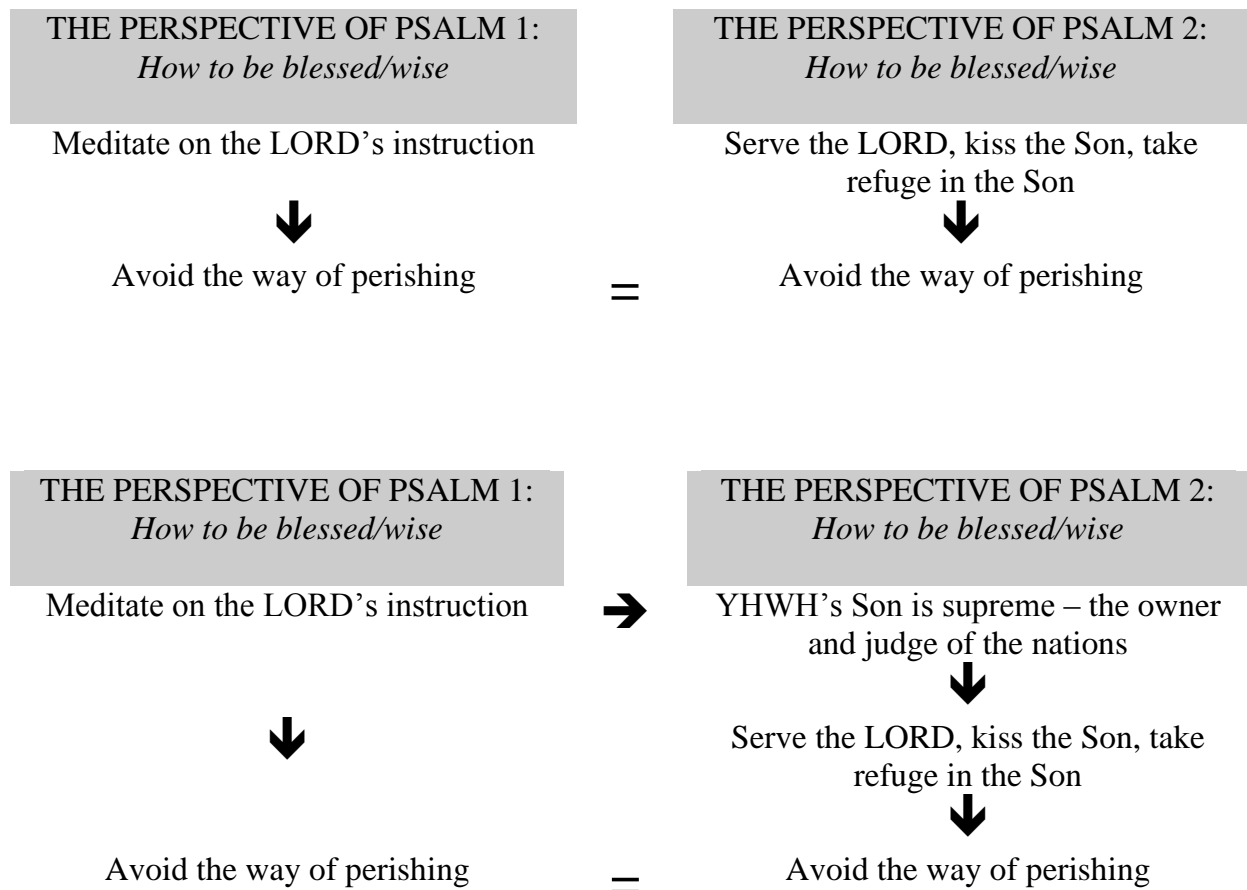 THE PERSPECTIVE OF PSALM 1:
How to be blessed/wise
Meditate on the LORD’s instruction
🡻
Avoid the way of perishing
=
THE PERSPECTIVE OF PSALM 2:
How to be blessed/wise
Serve the LORD, kiss the Son, take
refuge in the Son
🡻
Avoid the way of perishing
THE PERSPECTIVE OF PSALM 1:
How to be blessed/wise
Meditate on the LORD’s instruction
🡺
🡻
Avoid the way of perishing
=
THE PERSPECTIVE OF PSALM 2:
How to be blessed/wise
YHWH’s Son is supreme – the owner
and judge of the nations
🡻
Serve the LORD, kiss the Son, take
refuge in the Son
🡻
Avoid the way of perishing